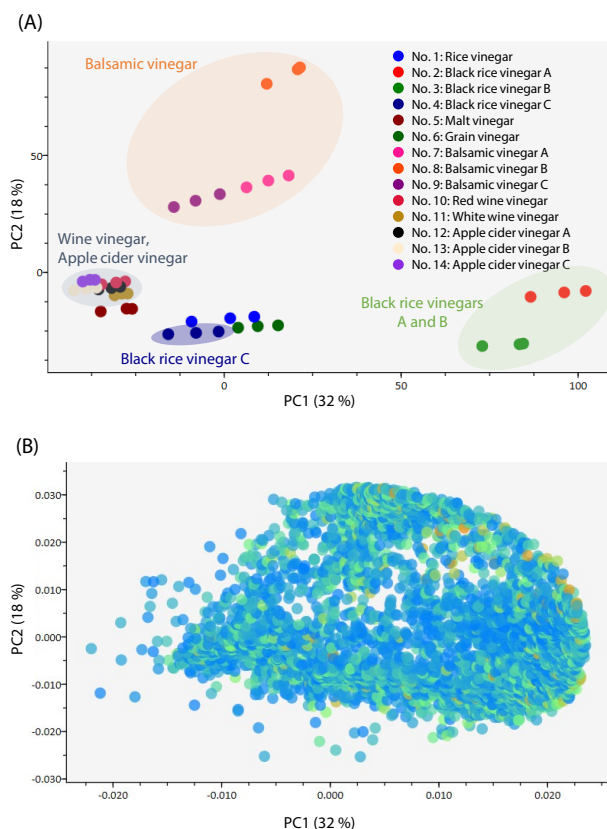 (A)
Balsamic vinegar
No. 1: Rice vinegar
No. 2: Black rice vinegar A
No. 3: Black rice vinegar B
No. 4: Black rice vinegar C
No. 5: Malt vinegar
No. 6: Grain vinegar
No. 7: Balsamic vinegar A
No. 8: Balsamic vinegar B
No. 9: Balsamic vinegar C
No. 10: Red wine vinegar
No. 11: White wine vinegar
No. 12: Apple cider vinegar A
No. 13: Apple cider vinegar B
No. 14: Apple cider vinegar C
Wine vinegar,
Apple cider vinegar
Black rice vinegars
A and B
Black rice vinegar C
PC2 (18 %)
50
0
0
50
100
PC1 (32 %)
(B)
PC2 (18 %)
0.030
0.020
0.010
0.000
-0.010
-0.020
-0.030
-0.020
-0.010
0.000
0.010
0.020
PC1 (32 %)